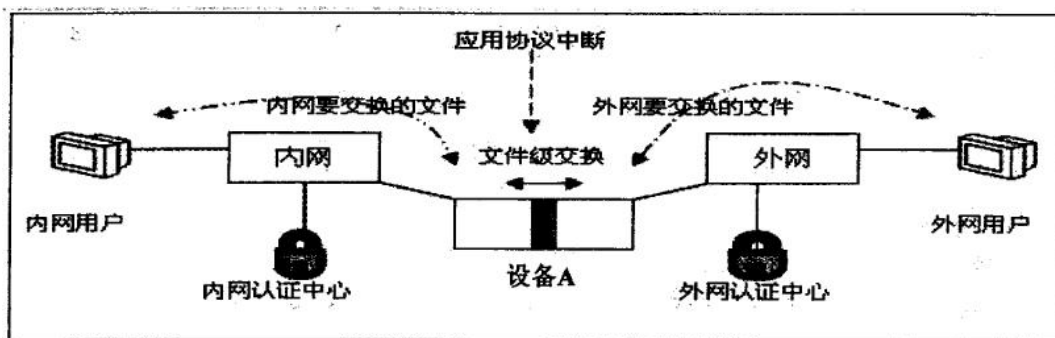 应用协议中断
内网要交换的文件
外网要交换的文件
内网
文件级交换
外网
内网用户
外网用户
设备A
内网认证中心
外网认证中心